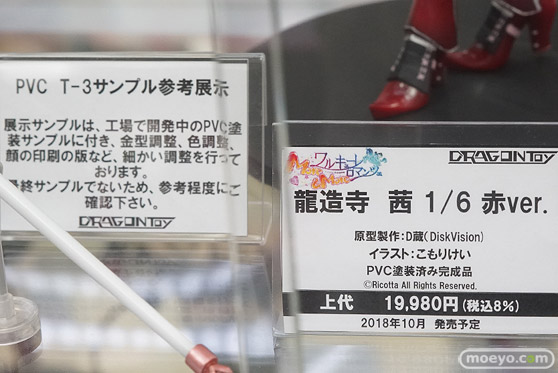 PVC T-3サンプル参考展示
展示サンプルは、工場で開発中のPVC塗
装サンプルに付き、金型調整、色調整、
顔の印刷の版など、細かい調整を行って
おります。
終サンプルでないため、参考程度にご
確認下さい。
DRAGONToy
ワルキューレ
ロマンツェ
DRAGONToy
龍造寺 茜 1/6 赤ver.
原型製作:D蔵(DiskVision)
イラスト:こもりけい
PVC塗装済み完成品
©Ricotta All Rights Reserved.
上代 19,980円(税込8%)
2018年10月 発売予定
moeyo.com